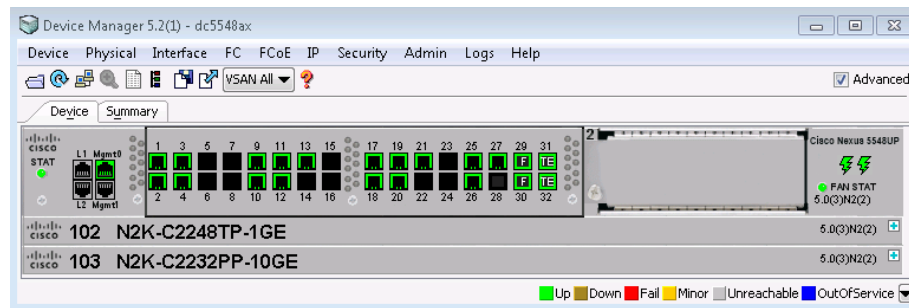 Device Manager 5.2(1) - dc5548ax
Device Physical Interface FC FCoE IP Security Admin Logs Help
VSAN All Advanced
Device Summary
CISCO
STAT
L1 Mgmt0
L2 Mgmt1
1 3 5 7 9 11 13 15 17 19 21 23 25 27 29 31
F TE
F TE
2 4 6 8 10 12 14 16 18 20 22 24 26 28 30 32
2
Cisco Nexus 5548UP
FAN STAT
5.0(3)N2(2)
CISCO 102 N2K-C2248TP-1GE 5.0(3)N2(2)
CISCO 103 N2K-C2232PP-10GE 5.0(3)N2(2)
Up Down Fail Minor Unreachable OutOfService